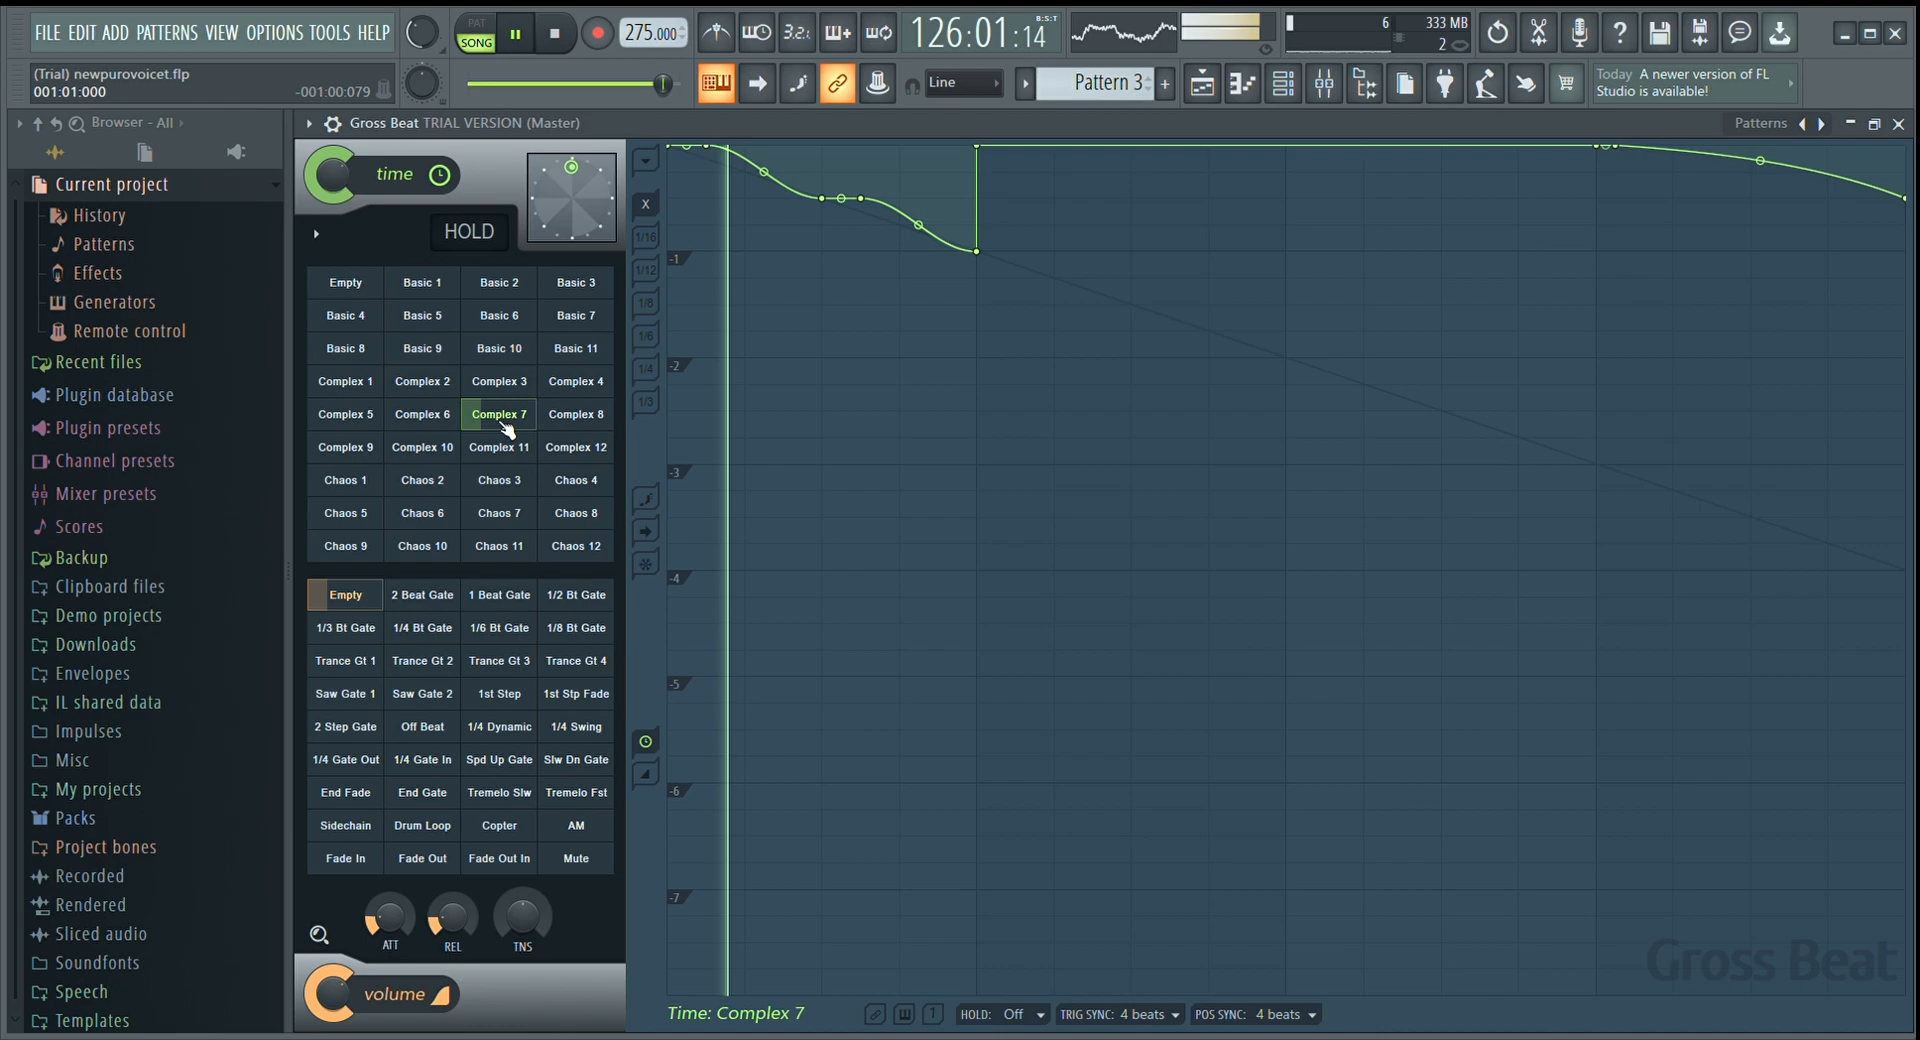 FILE EDIT ADD PATTERNS VIEW OPTIONS TOOLS HELP
PAT
SONG
275.000
3.2.
126:01:14
B:S:T
6
333 MB
2
(Trial) newpurovoicet.flp
001:01:000
-001:00:079
Line
Pattern 3
Today A newer version of FL
Studio is available!
Browser - All
Gross Beat TRIAL VERSION (Master)
Patterns
Current project
History
Patterns
Effects
Generators
Remote control
Recent files
Plugin database
Plugin presets
Channel presets
Mixer presets
Scores
Backup
Clipboard files
Demo projects
Downloads
Envelopes
IL shared data
Impulses
Misc
My projects
Packs
Project bones
Recorded
Rendered
Sliced audio
Soundfonts
Speech
Templates
time
HOLD
Empty Basic 1 Basic 2 Basic 3
Basic 4 Basic 5 Basic 6 Basic 7
Basic 8 Basic 9 Basic 10 Basic 11
Complex 1 Complex 2 Complex 3 Complex 4
Complex 5 Complex 6 Complex 7 Complex 8
Complex 9 Complex 10 Complex 11 Complex 12
Chaos 1 Chaos 2 Chaos 3 Chaos 4
Chaos 5 Chaos 6 Chaos 7 Chaos 8
Chaos 9 Chaos 10 Chaos 11 Chaos 12
Empty 2 Beat Gate 1 Beat Gate 1/2 Bt Gate
1/3 Bt Gate 1/4 Bt Gate 1/6 Bt Gate 1/8 Bt Gate
Trance Gt 1 Trance Gt 2 Trance Gt 3 Trance Gt 4
Saw Gate 1 Saw Gate 2 1st Step 1st Stp Fade
2 Step Gate Off Beat 1/4 Dynamic 1/4 Swing
1/4 Gate Out 1/4 Gate In Spd Up Gate Slw Dn Gate
End Fade End Gate Tremelo Slw Tremelo Fst
Sidechain Drum Loop Copter AM
Fade In Fade Out Fade Out In Mute
ATT REL TNS
volume
X
1/16
1/12
1/8
1/6
1/4
1/3
-1
-2
-3
-4
-5
-6
-7
Gross Beat
Time: Complex 7
1
HOLD: Off
TRIG SYNC: 4 beats
POS SYNC: 4 beats